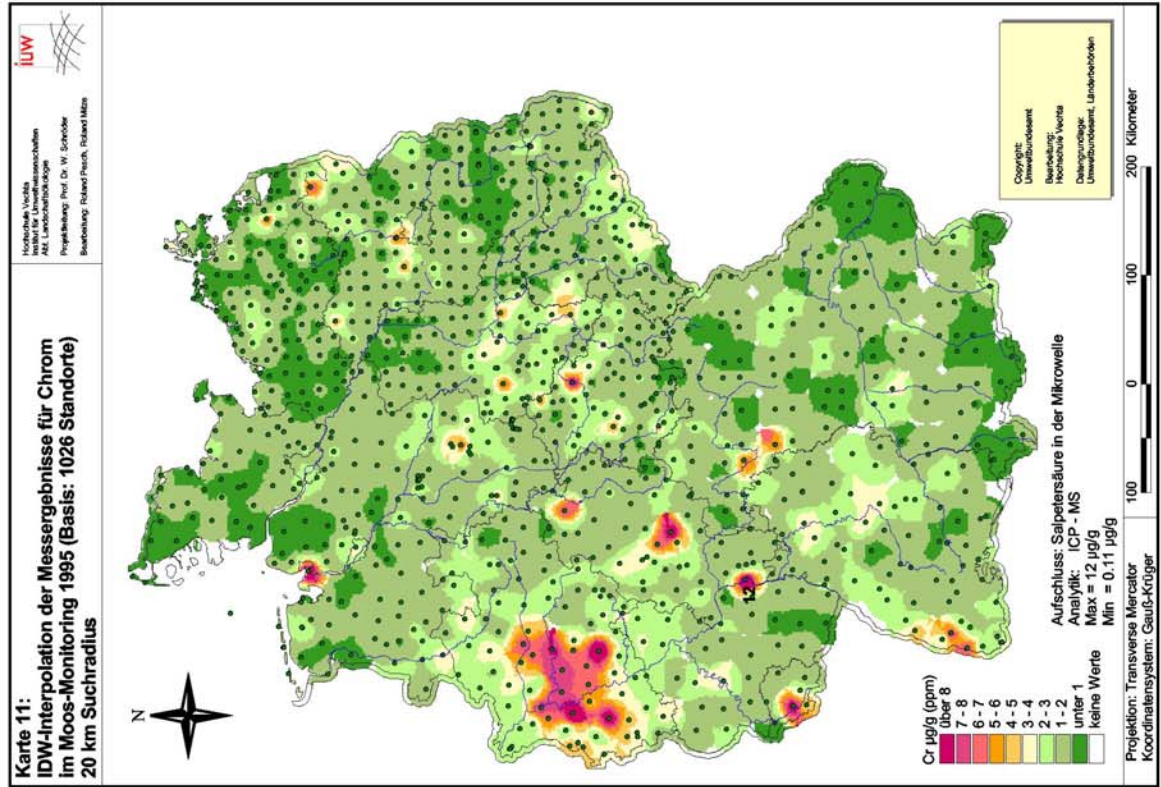 Karte 11:
IDW-Interpolation der Messergebnisse für Chrom
im Moos-Monitoring 1995 (Basis: 1026 Standorte)
20 km Suchradius
Hochschule Vechta
Institut für Umweltwissenschaften
Abt. Landschaftsökologie
Projektleitung: Prof. Dr. W. Schröder
Bearbeitung: Roland Pesch, Roland Mitze
iuw
N
12
Cr µg/g (ppm)
über 8
7 - 8
6 - 7
5 - 6
4 - 5
3 - 4
2 - 3
1 - 2
unter 1
keine Werte
Aufschluss: Salpetersäure in der Mikrowelle
Analytik: ICP - MS
Max = 12 µg/g
Min = 0.11 µg/g
Copyright:
Umweltbundesamt
Bearbeitung:
Hochschule Vechta
Datengrundlage:
Umweltbundesamt, Länderbehörden
Projektion: Transverse Mercator
Koordinatensystem: Gauß-Krüger
100 0 100 200 Kilometer